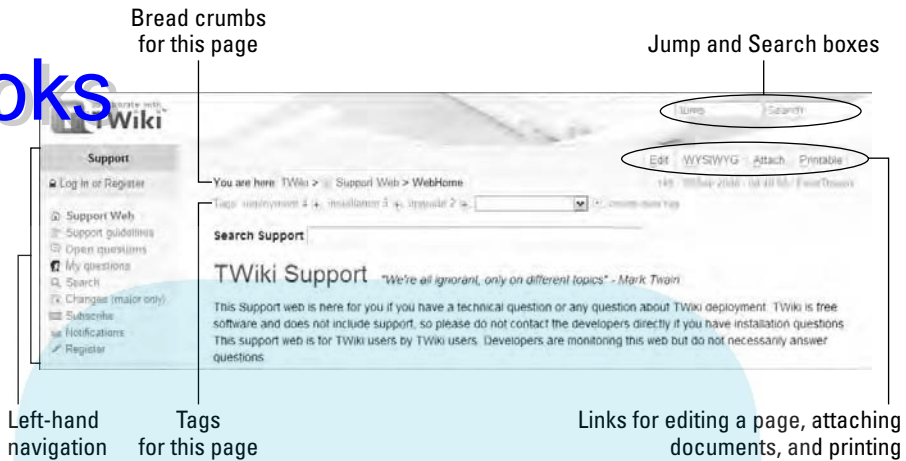 Bread crumbs
for this page
Jump and Search boxes
oks
TWiki
Jump
Search
Support
Edit WYSIWYG Attach Printable
Log In or Register
You are here: TWiki > Support Web > WebHome
Tags:
create new tag
Support Web
Support guidelines
Open questions
My questions
Search
Changes (major only)
Subscribe
Notifications
Register
Search Support
TWiki Support "We're all ignorant, only on different topics" - Mark Twain
This Support web is here for you if you have a technical question or any question about TWiki deployment. TWiki is free
software and does not include support, so please do not contact the developers directly if you have installation questions
This support web is for TWiki users by TWiki users. Developers are monitoring this web but do not necessarily answer
questions
Left-hand
navigation
Tags
for this page
Links for editing a page, attaching
documents, and printing